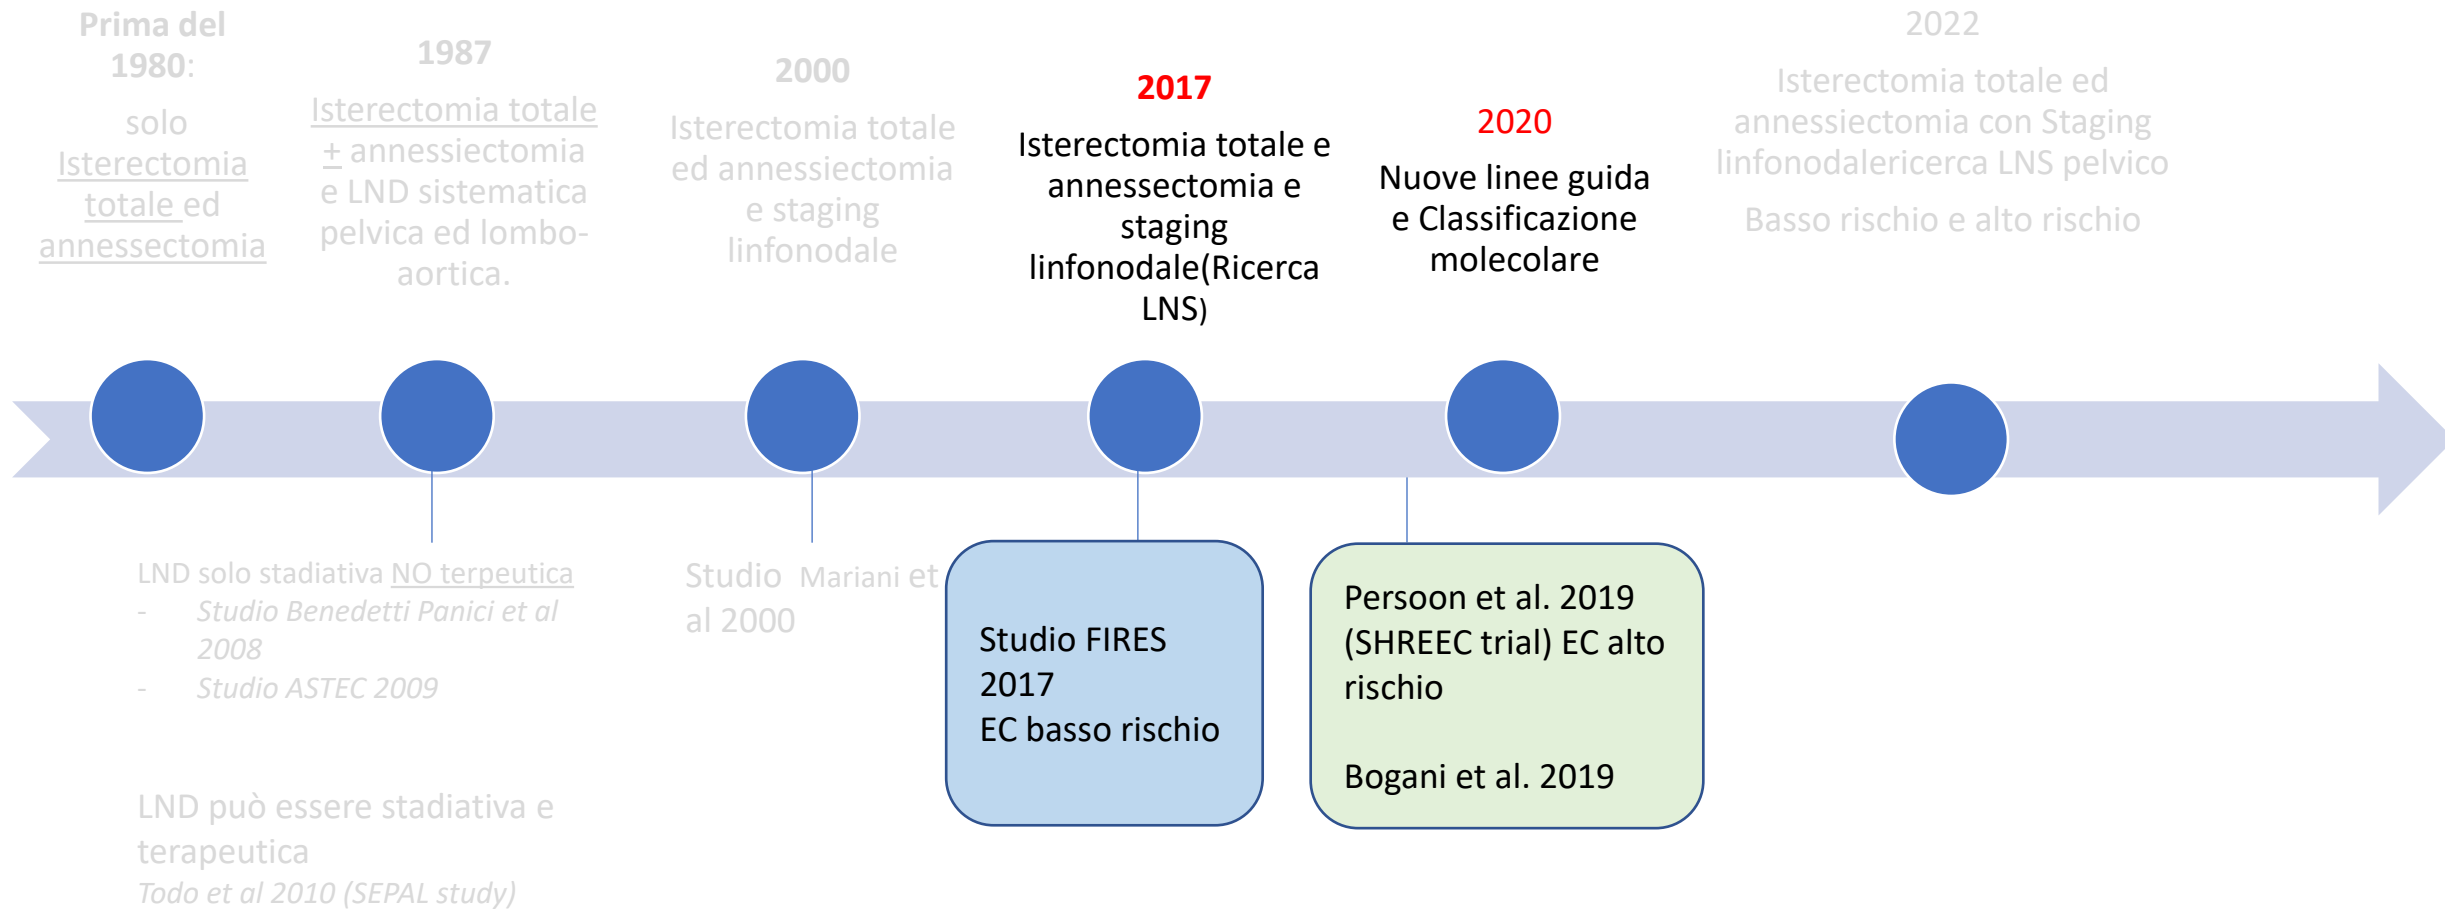 Prima del
1980:
solo
Isterectomia
totale ed
annessectomia
1987
Isterectomia totale
± annessiectomia
e LND sistematica
pelvica ed lombo-
aortica.
2000
Isterectomia totale
ed annessiectomia
e staging
linfonodale
2017
Isterectomia totale e
annessectomia e
staging
linfonodale(Ricerca
LNS)
2020
Nuove linee guida
e Classificazione
molecolare
2022
Isterectomia totale ed
annessiectomia con Staging
linfonodalericerca LNS pelvico
Basso rischio e alto rischio
LND solo stadiativa NO terpeutica
- Studio Benedetti Panici et al
2008
- Studio ASTEC 2009
LND può essere stadiativa e
terapeutica
Todo et al 2010 (SEPAL study)
Studio Mariani et
al 2000
Studio FIRES
2017
EC basso rischio
Persoon et al. 2019
(SHREEC trial) EC alto
rischio
Bogani et al. 2019